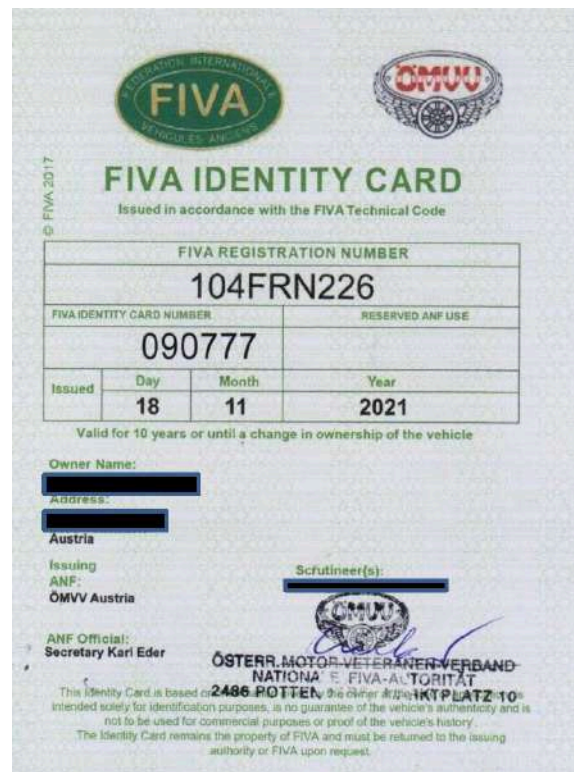 FEDERATION INTERNATIONALE
FIVA
VEHICULES ANCIENS
ÖMVV
© FIVA 2017
FIVA IDENTITY CARD
Issued in accordance with the FIVA Technical Code
FIVA REGISTRATION NUMBER
104FRN226
FIVA IDENTITY CARD NUMBER RESERVED ANF USE
090777
Issued Day Month Year
18 11 2021
Valid for 10 years or until a change in ownership of the vehicle
Owner Name:
Address:
Austria
Issuing
ANF:
ÖMVV Austria
Scrutineer(s):
ÖMVV
ANF Official:
Secretary Karl Eder
ÖSTERR. MOTOR-VETERANEN-VERBAND
NATIONA E FIVA-AUTORITÄT
2486 POTTEN KTPLATZ 10
This Identity Card is based on by the owner
intended solely for identification purposes, is no guarantee of the vehicle's authenticity and is
not to be used for commercial purposes or proof of the vehicle's history.
The Identity Card remains the property of FIVA and must be returned to the issuing
authority or FIVA upon request.